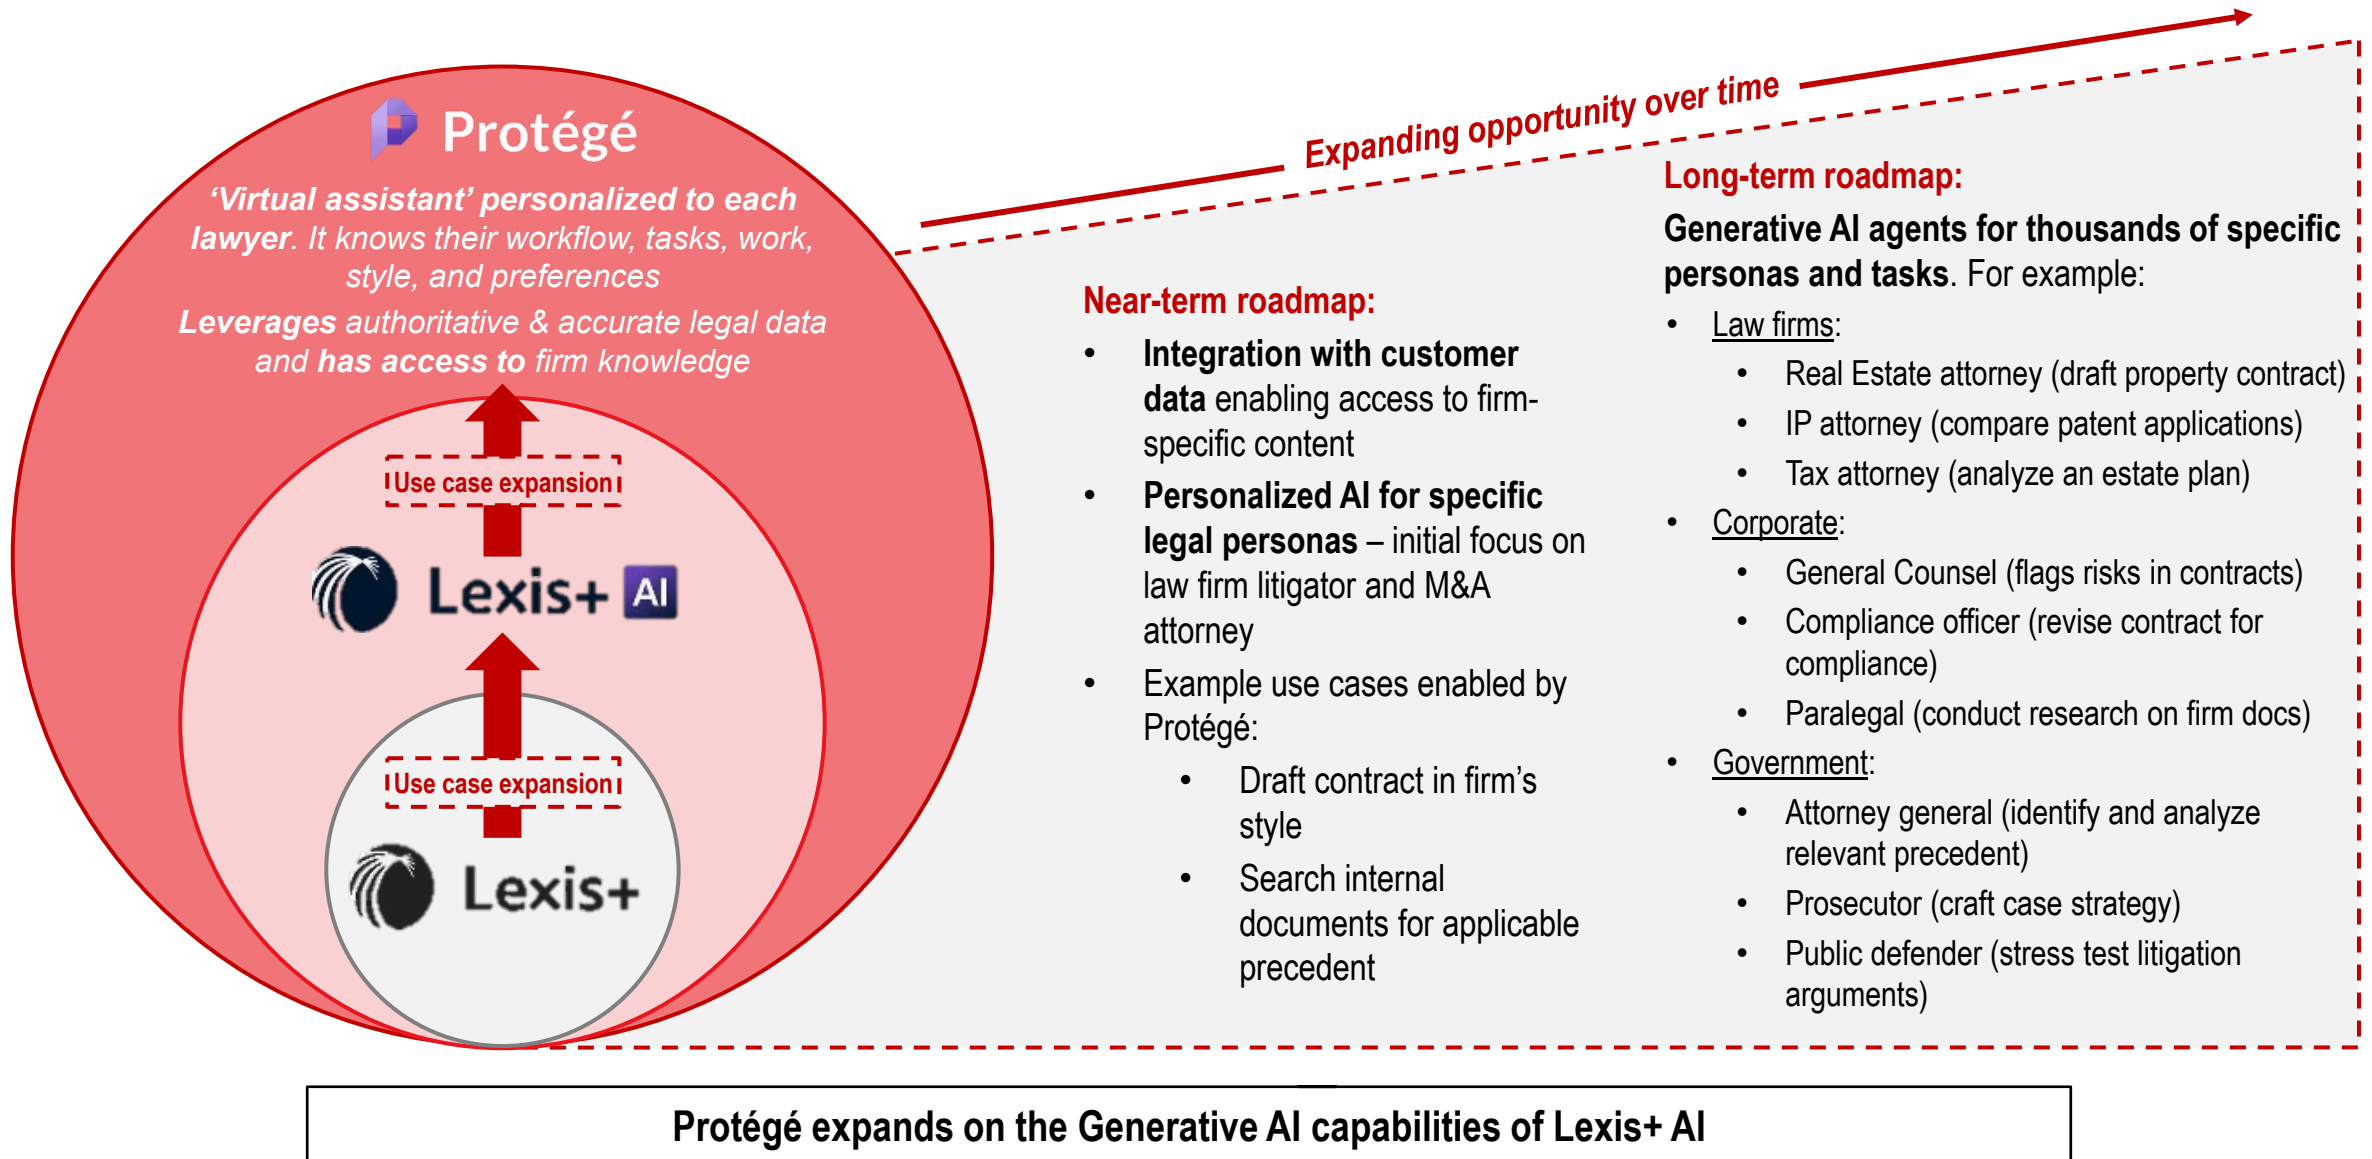 Protégé
‘Virtual assistant’ personalized to each
lawyer. It knows their workflow, tasks, work,
style, and preferences
Leverages authoritative & accurate legal data
and has access to firm knowledge
Use case expansion
Lexis+ AI
Use case expansion
Lexis+
Expanding opportunity over time
Near-term roadmap:
• Integration with customer
data enabling access to firm-
specific content
• Personalized AI for specific
legal personas – initial focus on
law firm litigator and M&A
attorney
• Example use cases enabled by
Protégé:
• Draft contract in firm’s
style
• Search internal
documents for applicable
precedent
Long-term roadmap:
Generative AI agents for thousands of specific
personas and tasks. For example:
• Law firms:
• Real Estate attorney (draft property contract)
• IP attorney (compare patent applications)
• Tax attorney (analyze an estate plan)
• Corporate:
• General Counsel (flags risks in contracts)
• Compliance officer (revise contract for
compliance)
• Paralegal (conduct research on firm docs)
• Government:
• Attorney general (identify and analyze
relevant precedent)
• Prosecutor (craft case strategy)
• Public defender (stress test litigation
arguments)
Protégé expands on the Generative AI capabilities of Lexis+ AI